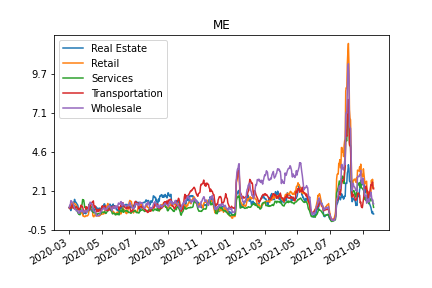 ME
Real Estate
Retail
Services
Transportation
Wholesale
9.7
7.1
4.6
2.1
-0.5
2020-03 2020-05 2020-07 2020-09 2020-11 2021-01 2021-03 2021-05 2021-07 2021-09